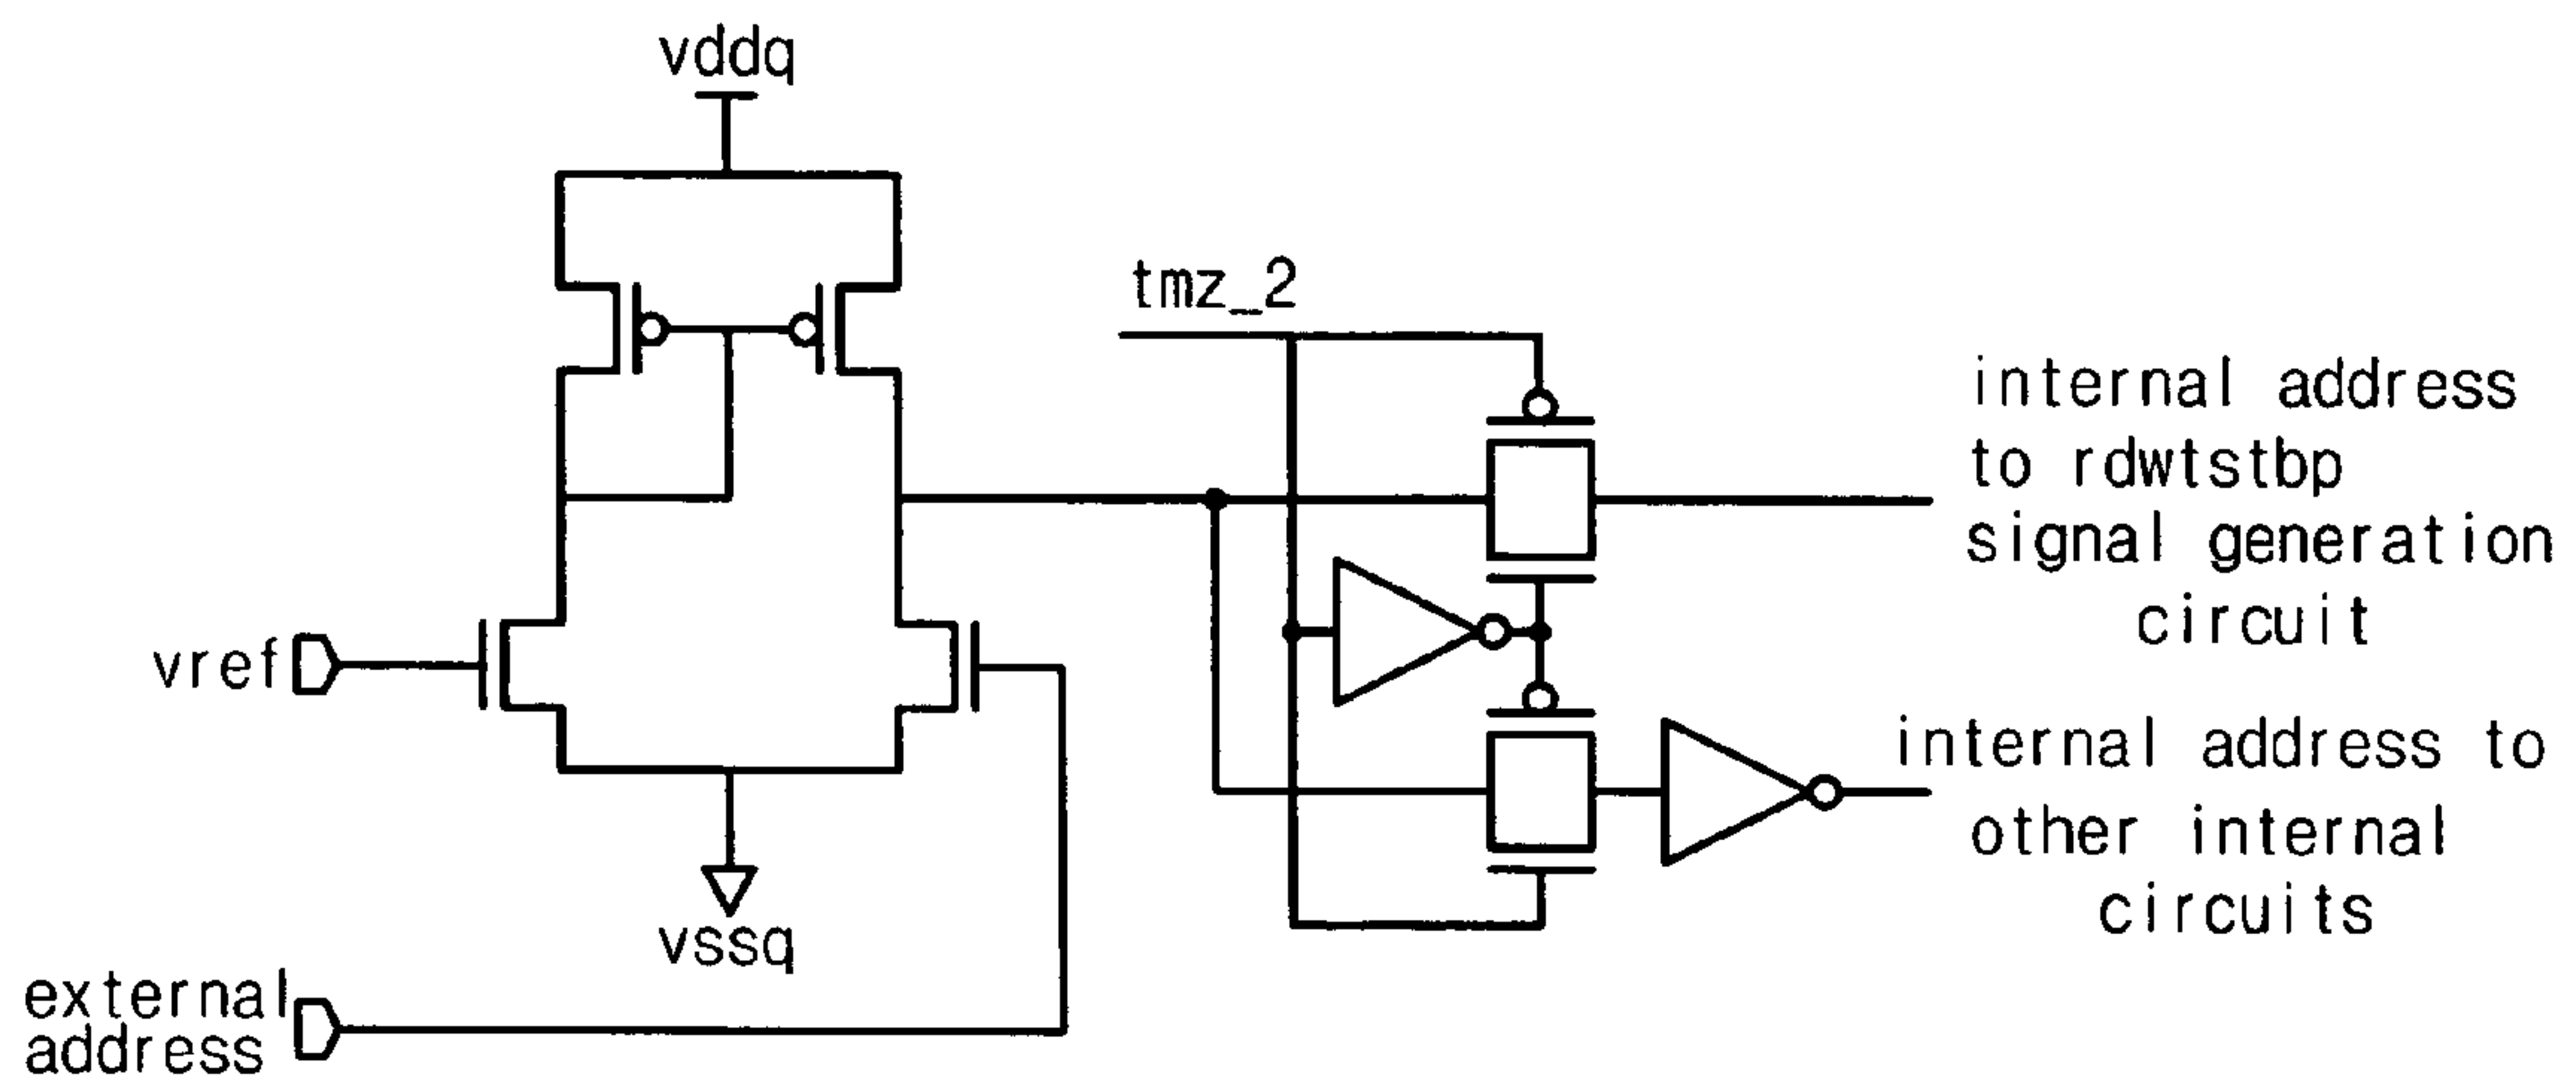 vddq
tmz_2
internal address
to rdwtstbp
signal generation
circuit
vref
internal address to
other internal
circuits
vssq
external
address